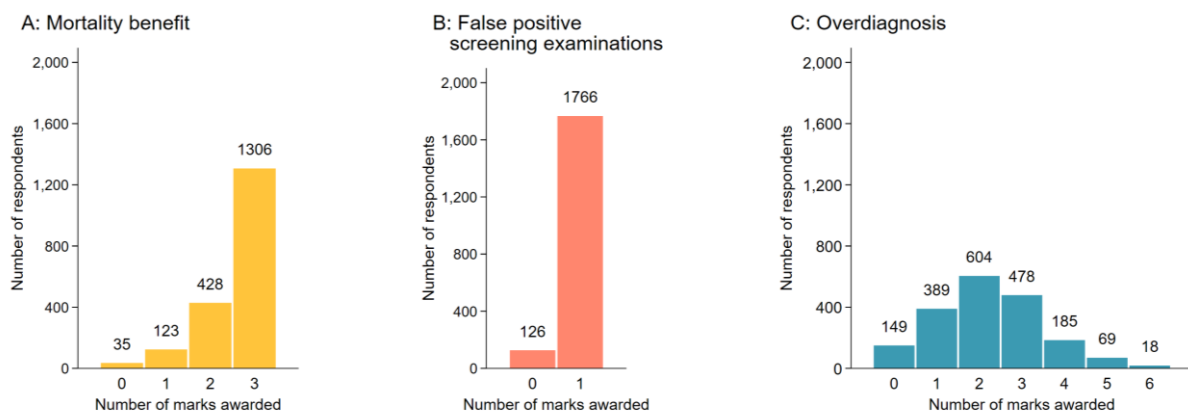 A: Mortality benefit
2,000
1,600
1,200
800
400
0
Number of respondents
35
123
428
1306
0 1 2 3
Number of marks awarded
B: False positive
screening examinations
2,000
1,600
1,200
800
400
0
Number of respondents
126
1766
0 1
Number of marks awarded
C: Overdiagnosis
2,000
1,600
1,200
800
400
0
Number of respondents
149
389
604
478
185
69
18
0 1 2 3 4 5 6
Number of marks awarded